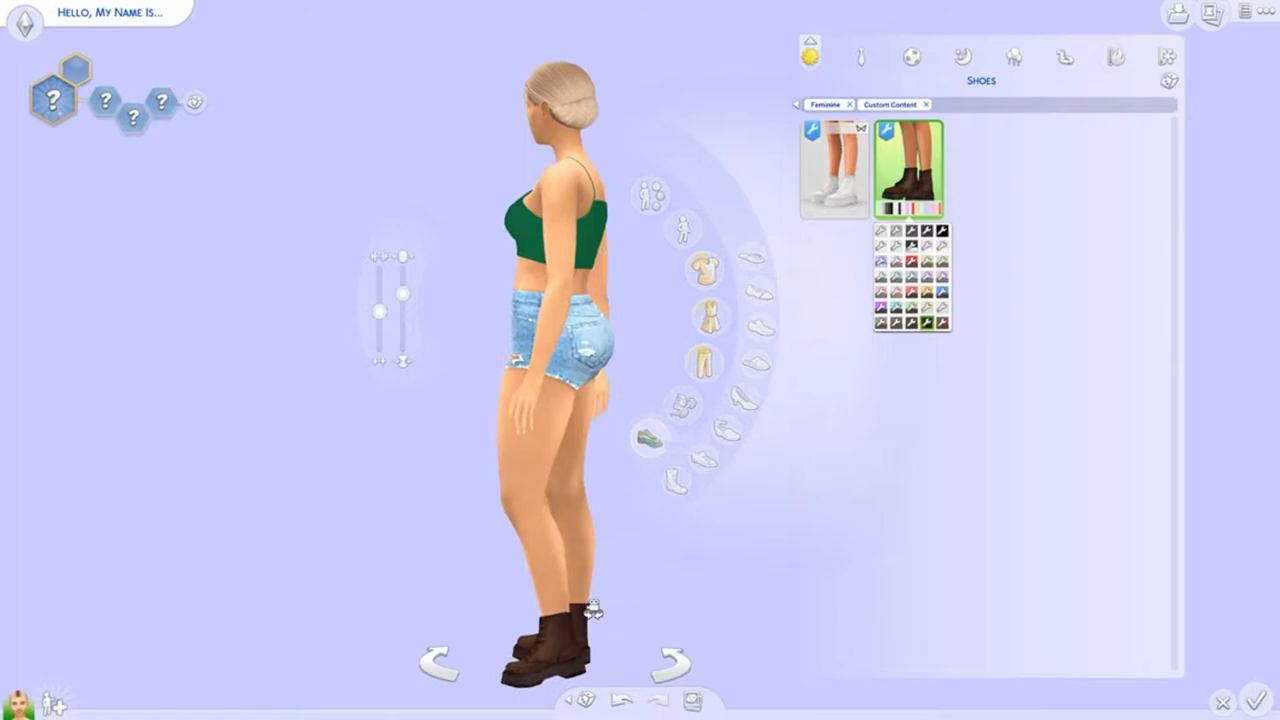 Hello, My Name Is...
Shoes
Feminine X
Custom Content X
? ? ? ?